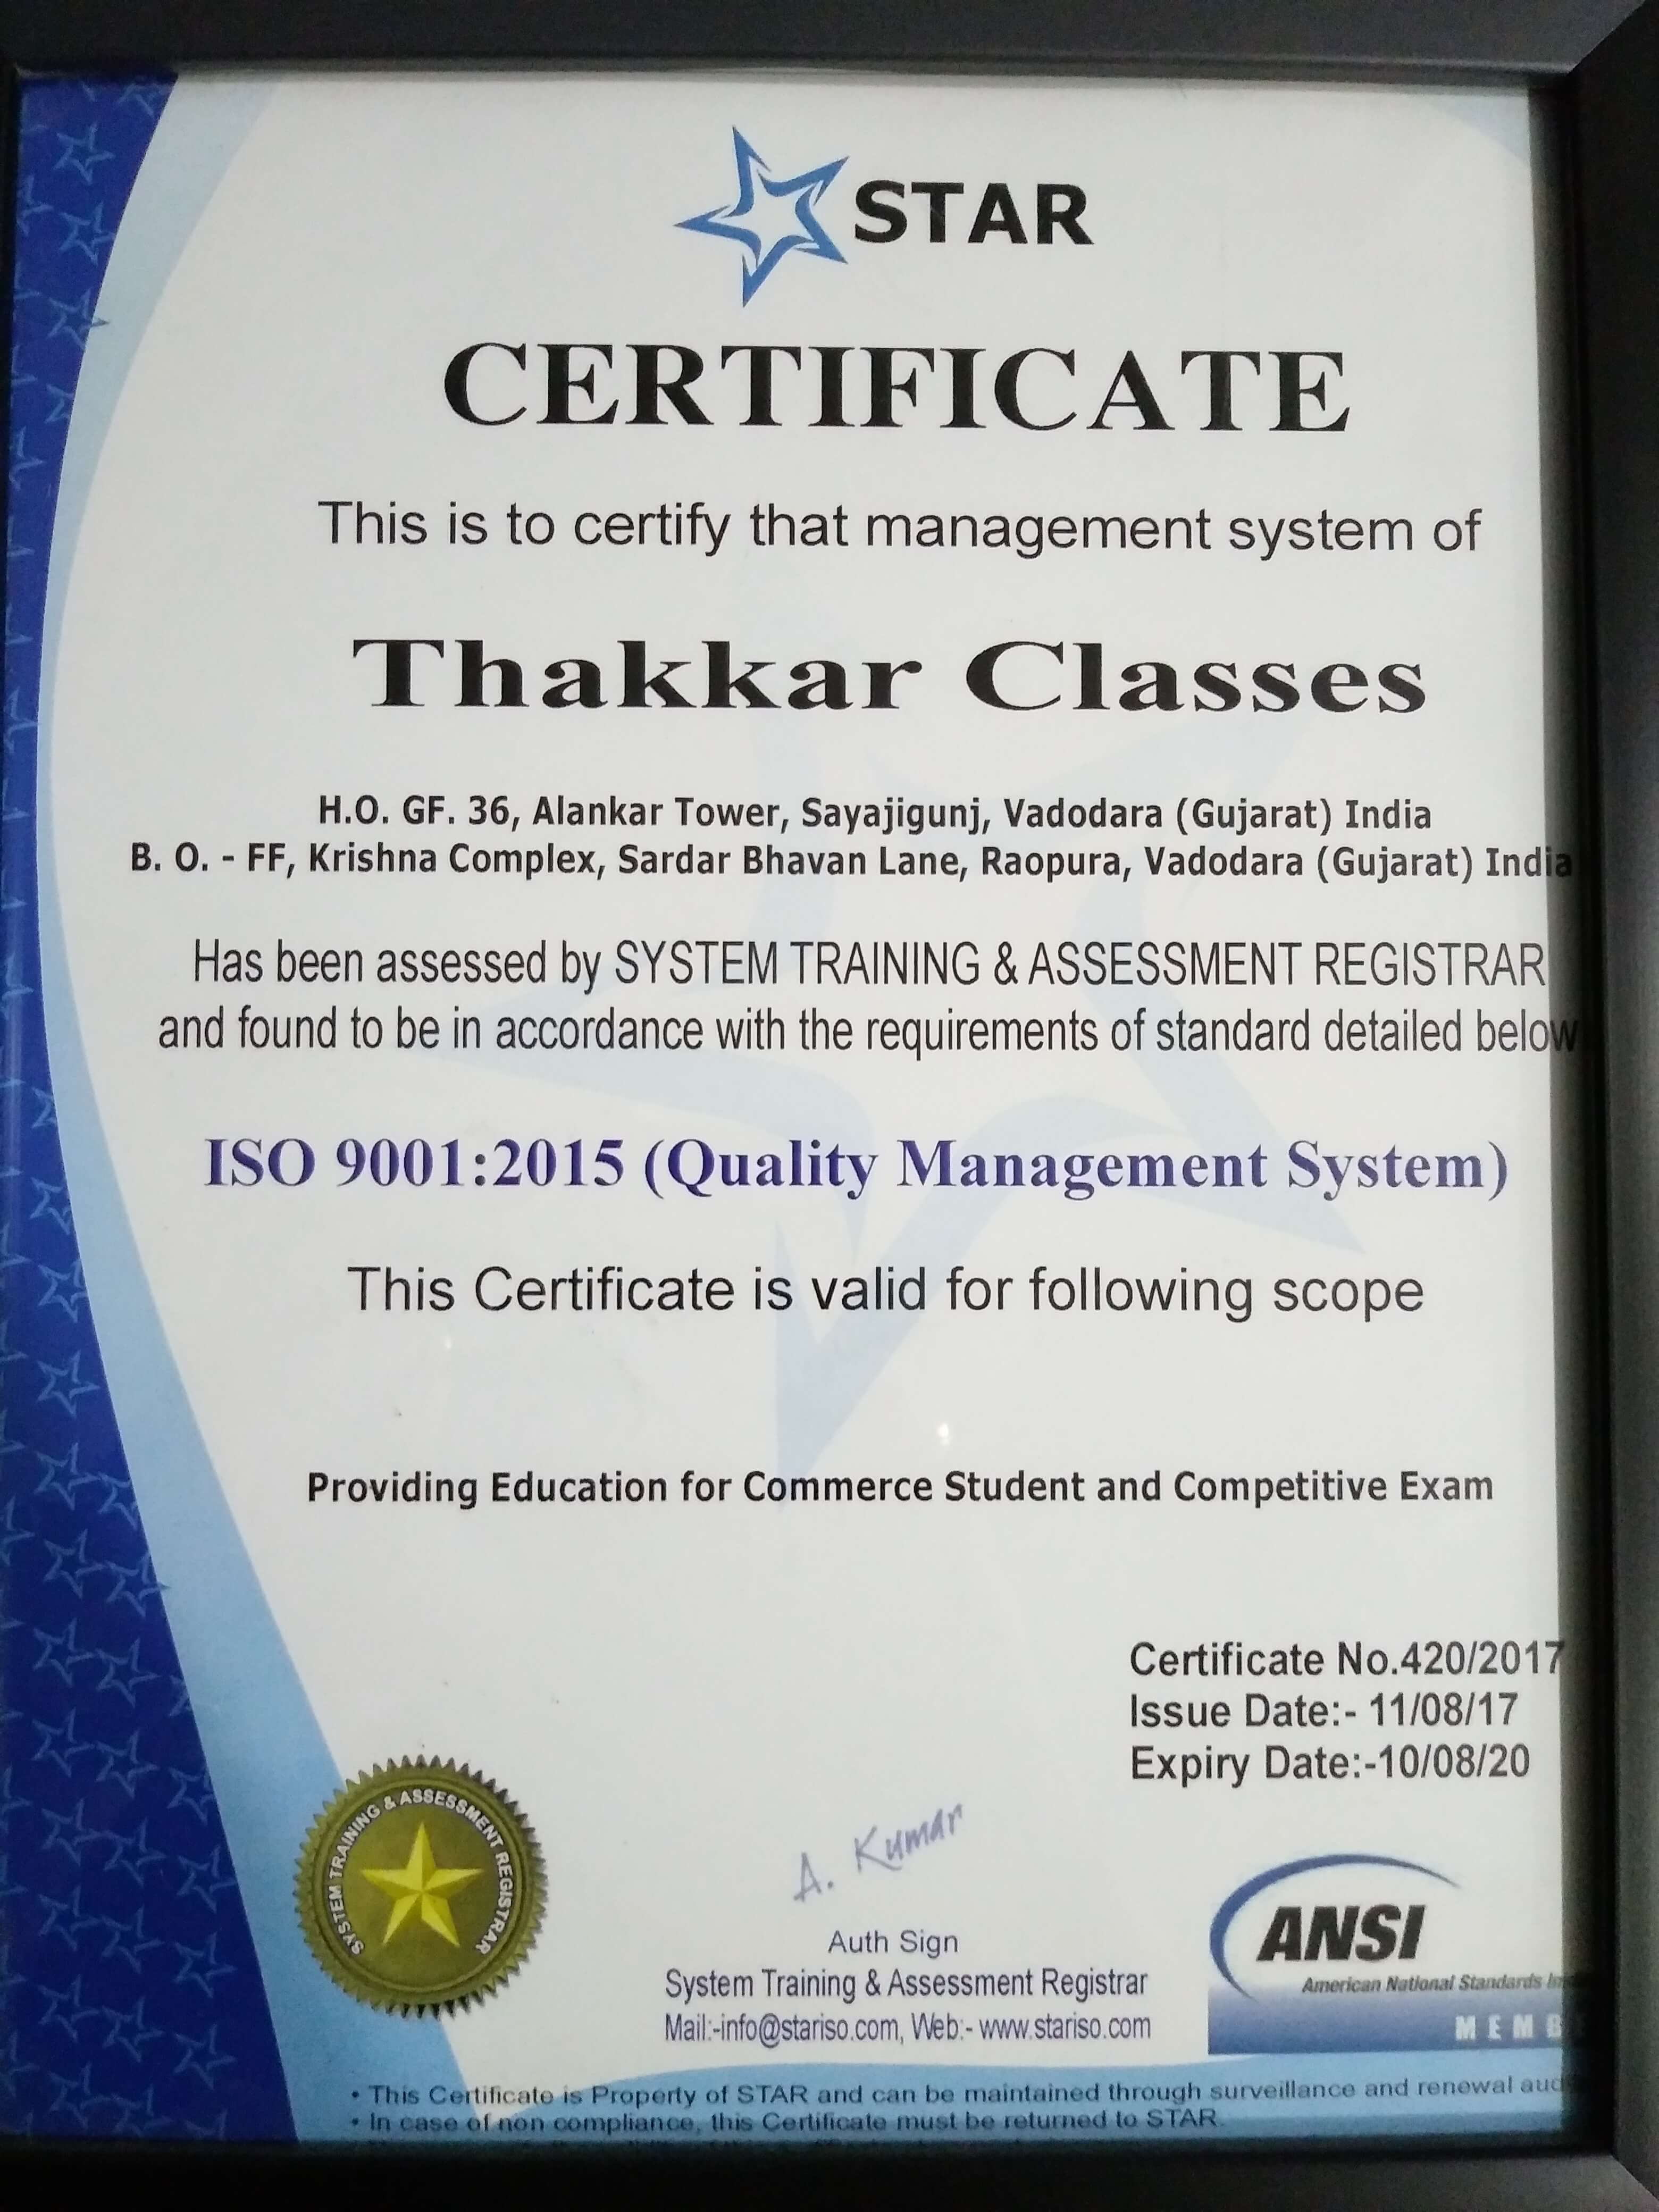 STAR
CERTIFICATE
This is to certify that management system of
Thakkar Classes
H.O. GF. 36, Alankar Tower, Sayajigunj, Vadodara (Gujarat) India
B. O. - FF, Krishna Complex, Sardar Bhavan Lane, Raopura, Vadodara (Gujarat) India
Has been assessed by SYSTEM TRAINING & ASSESSMENT REGISTRAR
and found to be in accordance with the requirements of standard detailed below
ISO 9001:2015 (Quality Management System)
This Certificate is valid for following scope
Providing Education for Commerce Student and Competitive Exam
Certificate No.420/2017
Issue Date:- 11/08/17
Expiry Date:-10/08/20
SYSTEM TRAINING & ASSESSMENT REGISTRAR
A. Kumar
Auth Sign
System Training & Assessment Registrar
Mail:-info@stariso.com, Web:- www.stariso.com
ANSI
American National Standards
• This Certificate is Property of STAR and can be maintained through surveillance and renewal
• In case of non compliance, this Certificate must be returned to STAR.